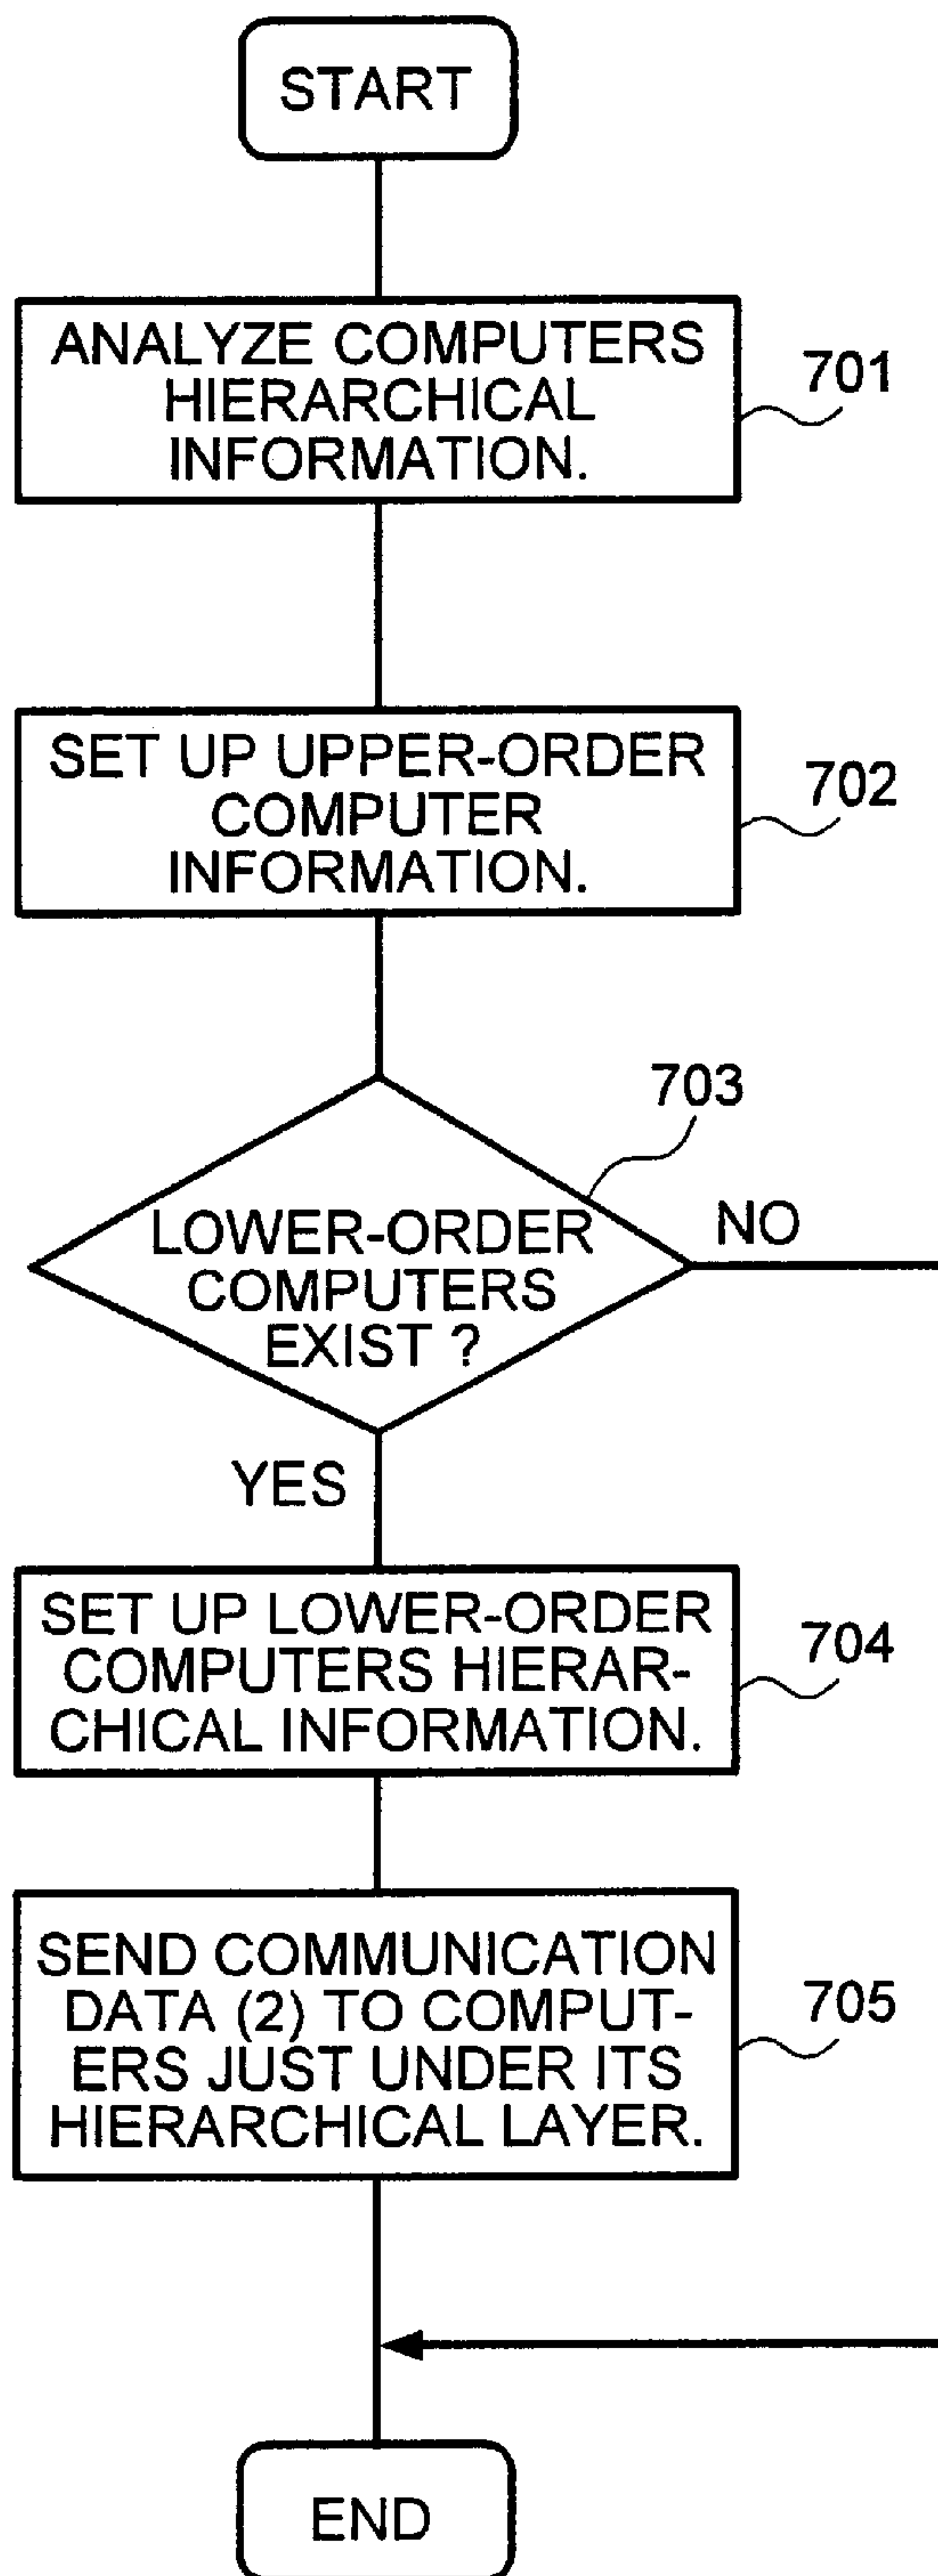 START
ANALYZE COMPUTERS
HIERARCHICAL
INFORMATION.
701
SET UP UPPER-ORDER
COMPUTER
INFORMATION.
702
703
LOWER-ORDER
COMPUTERS
EXIST ?
NO
YES
SET UP LOWER-ORDER
COMPUTERS HIERAR-
CHICAL INFORMATION.
704
SEND COMMUNICATION
DATA (2) TO COMPUT-
ERS JUST UNDER ITS
HIERARCHICAL LAYER.
705
END